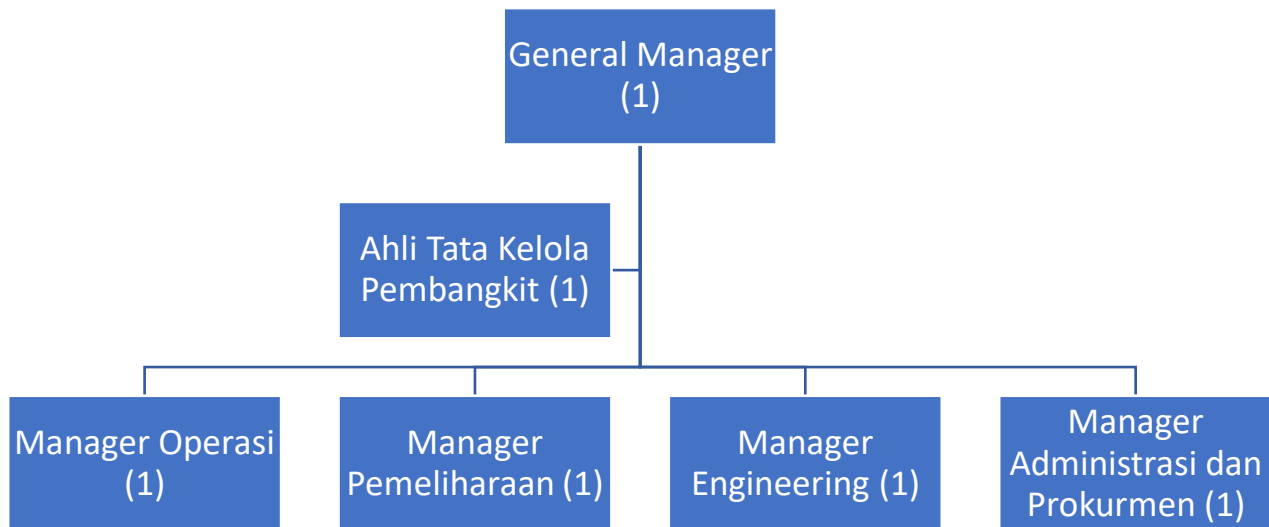 General Manager
(1)
Ahli Tata Kelola
Pembangkit (1)
Manager Operasi
(1)
Manager
Pemeliharaan (1)
Manager
Engineering (1)
Manager
Administrasi dan
Prokurmen (1)